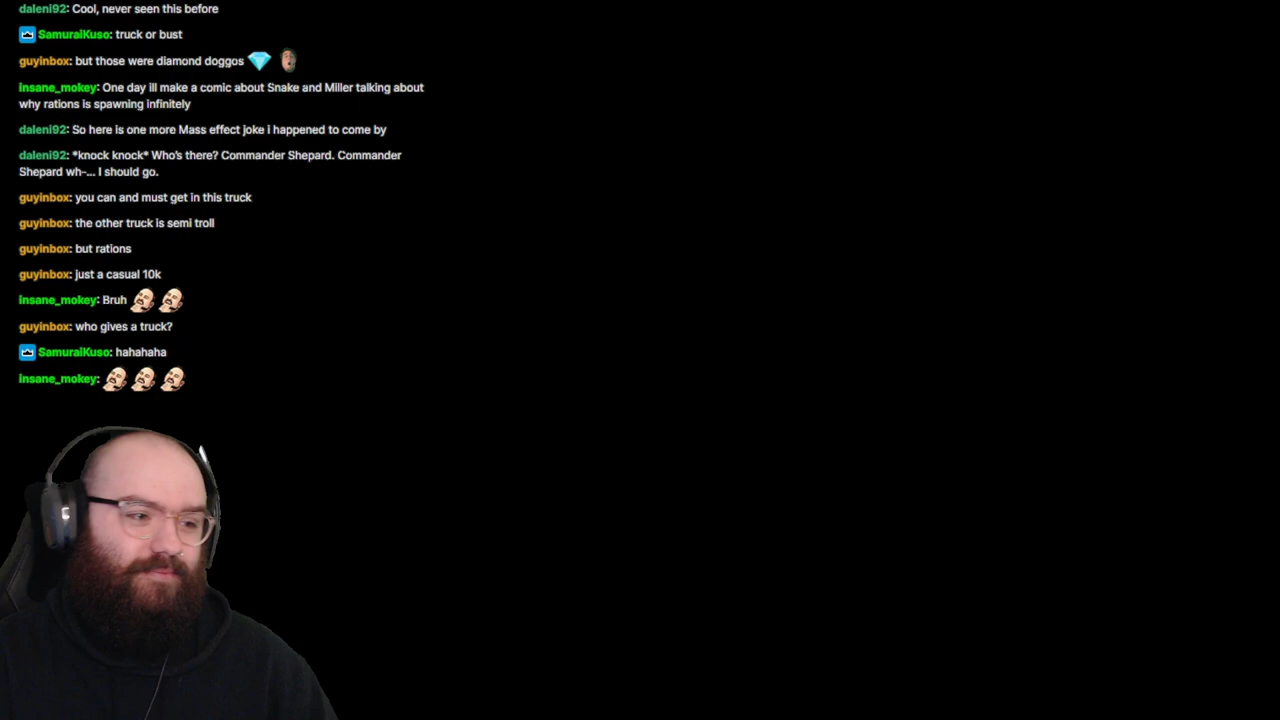 daleni92: Cool, never seen this before
SamuraiKuso: truck or bust
guyinbox: but those were diamond doggos
insane_mokey: One day ill make a comic about Snake and Miller talking about
why rations is spawning infinitely
daleni92: So here is one more Mass effect joke i happened to come by
daleni92: *knock knock* Who's there? Commander Shepard. Commander
Shepard wh-... I should go.
guyinbox: you can and must get in this truck
guyinbox: the other truck is semi troll
guyinbox: but rations
guyinbox: just a casual 10k
insane_mokey: Bruh
guyinbox: who gives a truck?
SamuraiKuso: hahahaha
insane_mokey: